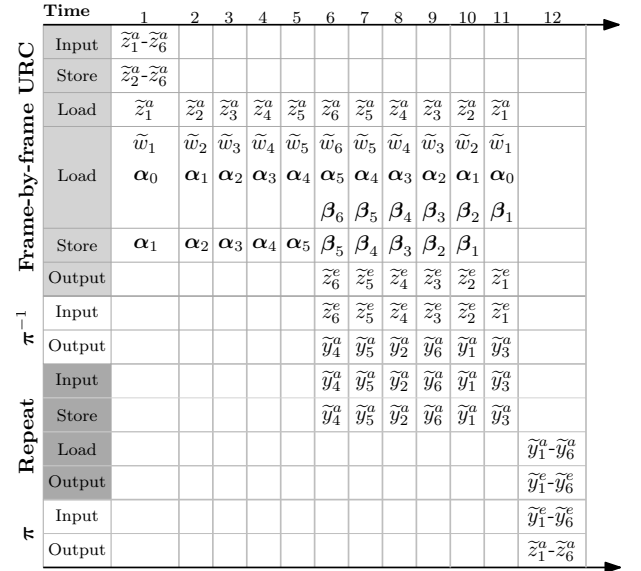 Time 1 2 3 4 5 6 7 8 9 10 11 12
Frame-by-frame URC
Input z̃₁ᵃ-z̃₆ᵃ
Store z̃₂ᵃ-z̃₆ᵃ
Load z̃₁ᵃ z̃₂ᵃ z̃₃ᵃ z̃₄ᵃ z̃₅ᵃ z̃₆ᵃ z̃₅ᵃ z̃₄ᵃ z̃₃ᵃ z̃₂ᵃ z̃₁ᵃ
w̃₁ w̃₂ w̃₃ w̃₄ w̃₅ w̃₆ w̃₅ w̃₄ w̃₃ w̃₂ w̃₁
Load α₀ α₁ α₂ α₃ α₄ α₅ α₄ α₃ α₂ α₁ α₀
β₆ β₅ β₄ β₃ β₂ β₁
Store α₁ α₂ α₃ α₄ α₅ β₅ β₄ β₃ β₂ β₁
Output z̃₆ᵉ z̃₅ᵉ z̃₄ᵉ z̃₃ᵉ z̃₂ᵉ z̃₁ᵉ
π⁻¹
Input z̃₆ᵉ z̃₅ᵉ z̃₄ᵉ z̃₃ᵉ z̃₂ᵉ z̃₁ᵉ
Output ỹ₄ᵃ ỹ₅ᵃ ỹ₂ᵃ ỹ₆ᵃ ỹ₁ᵃ ỹ₃ᵃ
Repeat
Input ỹ₄ᵃ ỹ₅ᵃ ỹ₂ᵃ ỹ₆ᵃ ỹ₁ᵃ ỹ₃ᵃ
Store ỹ₄ᵃ ỹ₅ᵃ ỹ₂ᵃ ỹ₆ᵃ ỹ₁ᵃ ỹ₃ᵃ
Load ỹ₁ᵃ-ỹ₆ᵃ
Output ỹ₁ᵉ-ỹ₆ᵉ
π
Input ỹ₁ᵉ-ỹ₆ᵉ
Output z̃₁ᵃ-z̃₆ᵃ